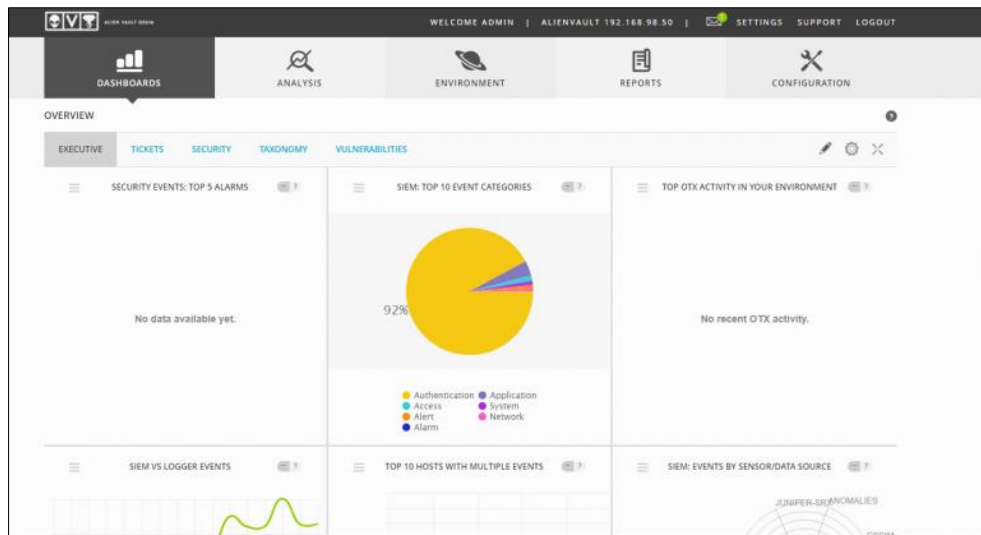 WELCOME ADMIN | ALIENVAULT 192.168.98.50 | 1 SETTINGS SUPPORT LOGOUT
DASHBOARDS ANALYSIS ENVIRONMENT REPORTS CONFIGURATION
OVERVIEW
EXECUTIVE TICKETS SECURITY TAXONOMY VULNERABILITIES
SECURITY EVENTS: TOP 5 ALARMS ?
SIEM: TOP 10 EVENT CATEGORIES ?
TOP OTX ACTIVITY IN YOUR ENVIRONMENT ?
No data available yet.
92%
Authentication Application
Access System
Alert Network
Alarm
No recent OTX activity.
SIEM VS LOGGER EVENTS ?
TOP 10 HOSTS WITH MULTIPLE EVENTS ?
SIEM: EVENTS BY SENSOR/DATA SOURCE ?
JUNIPER-SRX ANOMALIES